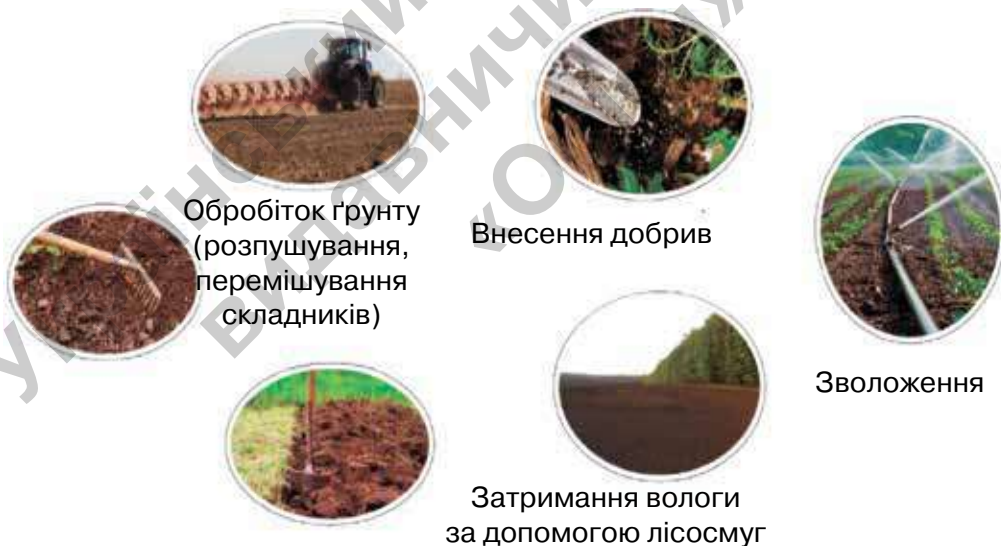 Обробіток ґрунту
(розпушування,
перемішування
складників)
Внесення добрив
Зволоження
Затримання вологи
за допомогою лісосмуг